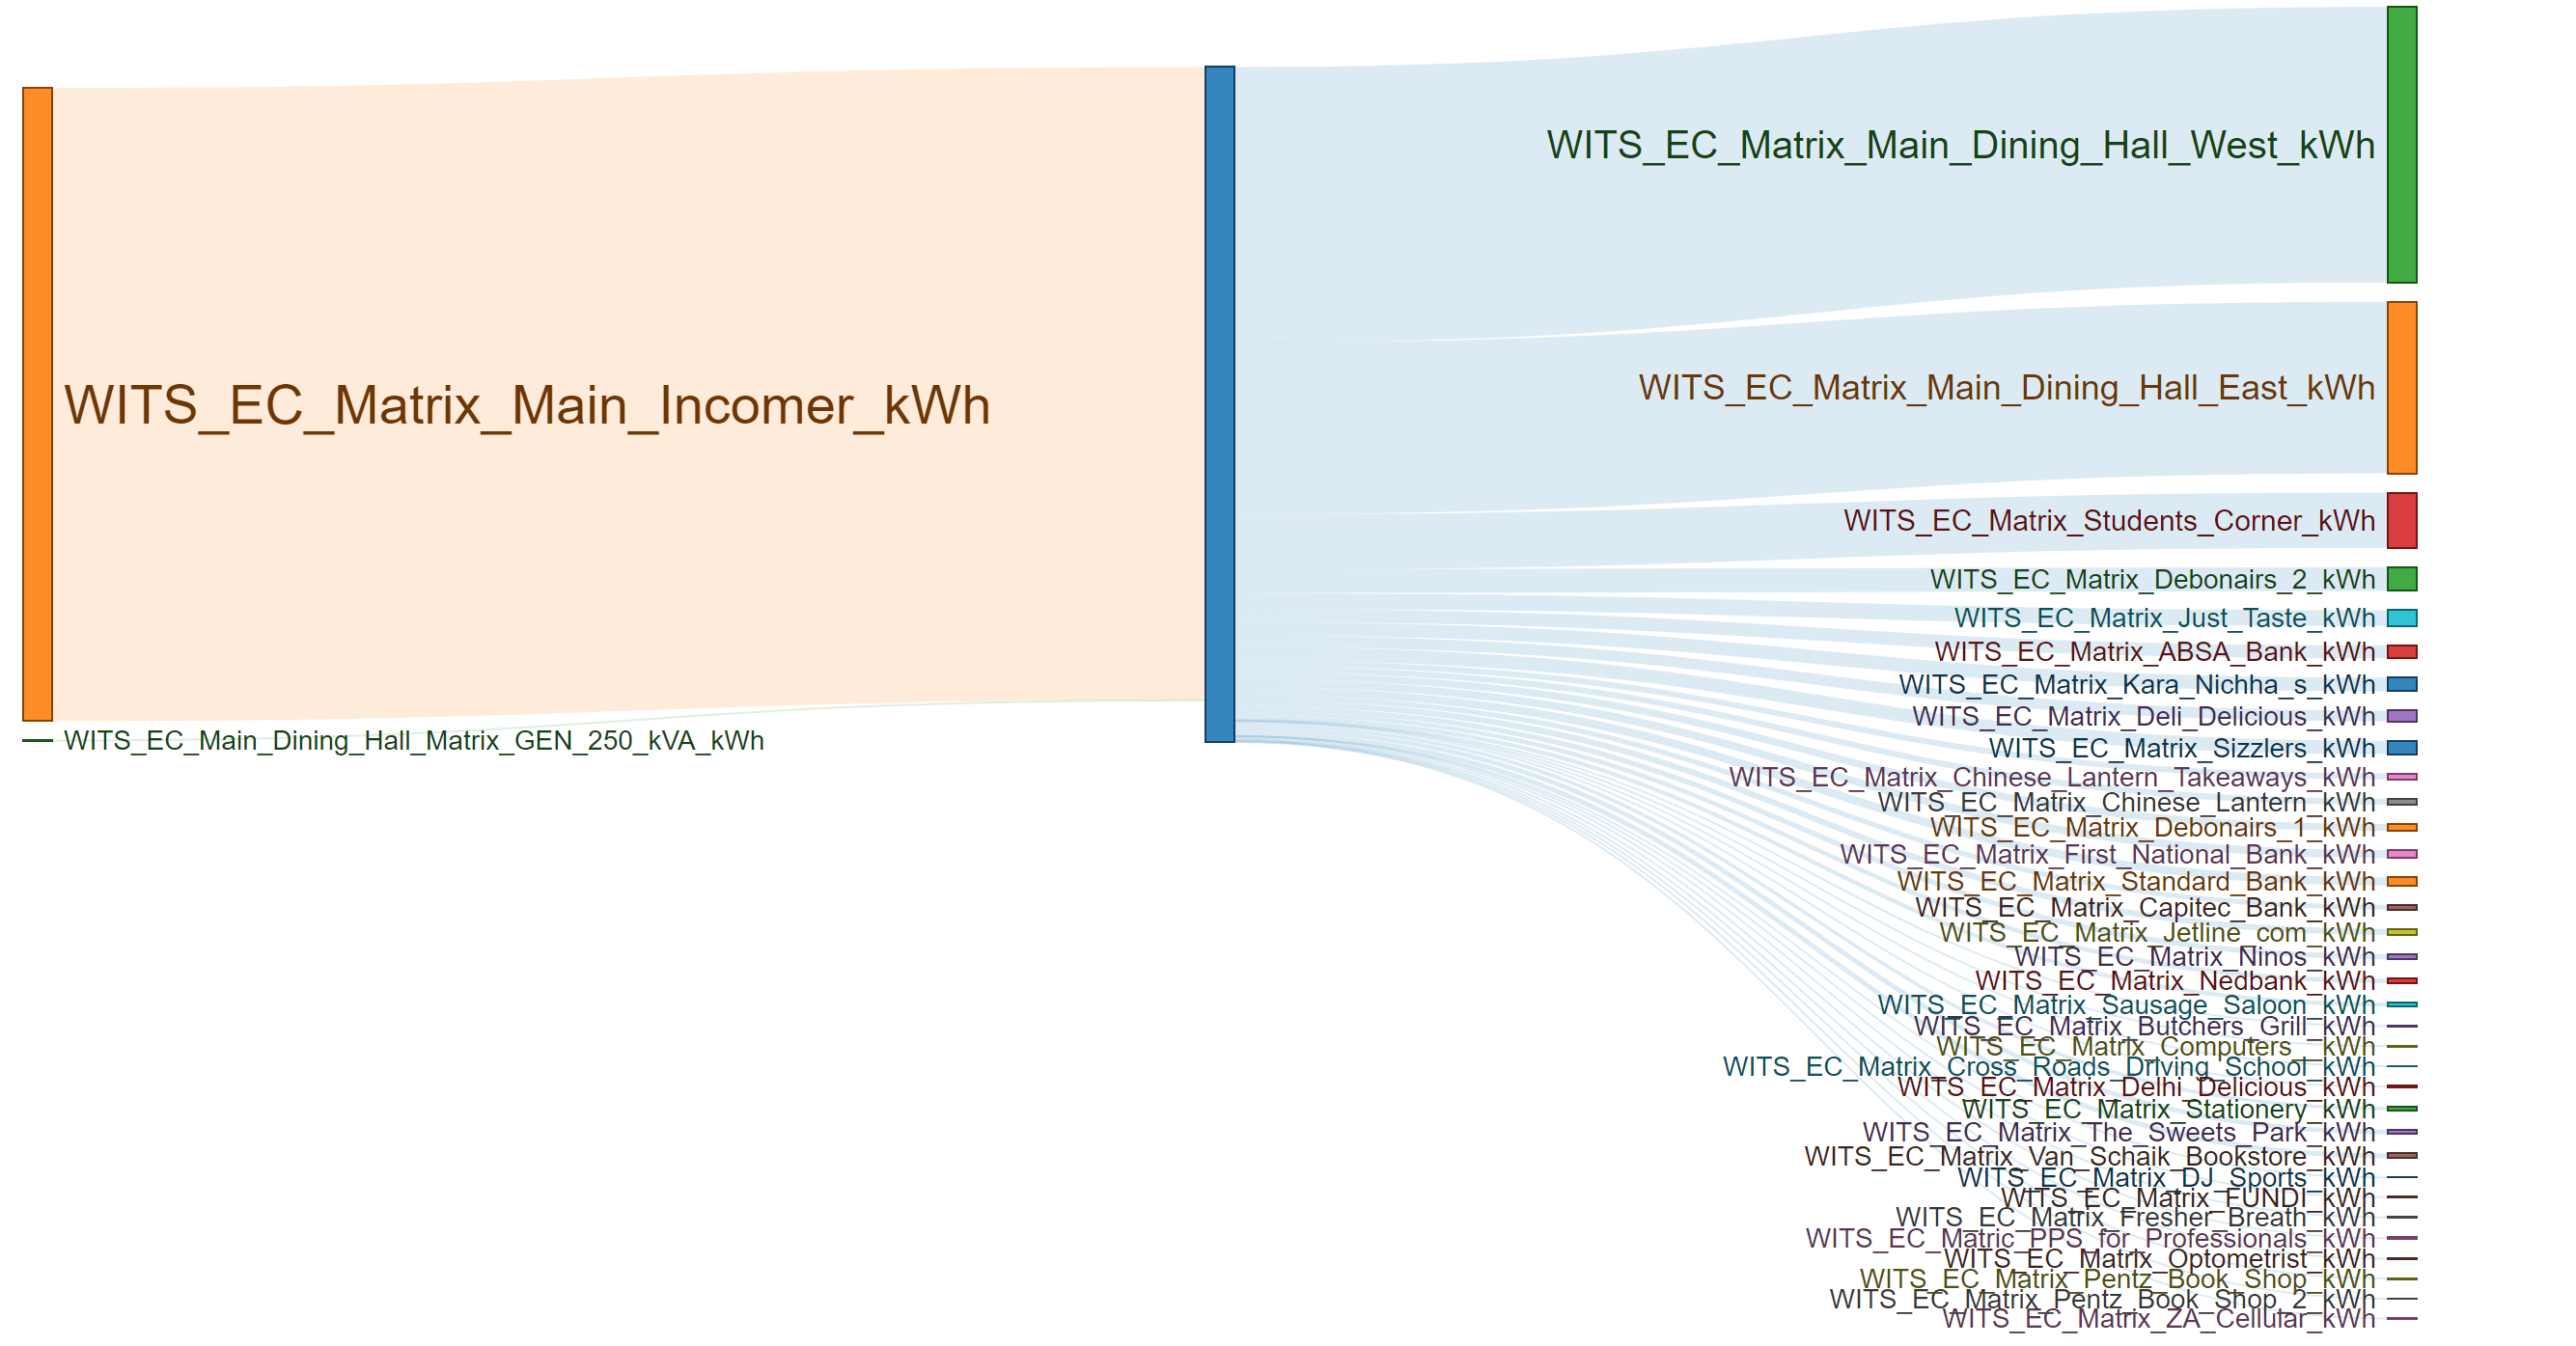 WITS_EC_Matrix_Main_Incomer_kWh
WITS_EC_Main_Dining_Hall_Matrix_GEN_250_kVA_kWh
WITS_EC_Matrix_Main_Dining_Hall_West_kWh
WITS_EC_Matrix_Main_Dining_Hall_East_kWh
WITS_EC_Matrix_Students_Corner_kWh
WITS_EC_Matrix_Debonairs_2_kWh
WITS_EC_Matrix_Just_Taste_kWh
WITS_EC_Matrix_ABSA_Bank_kWh
WITS_EC_Matrix_Kara_Nichha_s_kWh
WITS_EC_Matrix_Deli_Delicious_kWh
WITS_EC_Matrix_Sizzlers_kWh
WITS_EC_Matrix_Chinese_Lantern_Takeaways_kWh
WITS_EC_Matrix_Chinese_Lantern_kWh
WITS_EC_Matrix_Debonairs_1_kWh
WITS_EC_Matrix_First_National_Bank_kWh
WITS_EC_Matrix_Standard_Bank_kWh
WITS_EC_Matrix_Capitec_Bank_kWh
WITS_EC_Matrix_Jetline_com_kWh
WITS_EC_Matrix_Ninos_kWh
WITS_EC_Matrix_Nedbank_kWh
WITS_EC_Matrix_Sausage_Saloon_kWh
WITS_EC_Matrix_Butchers_Grill_kWh
WITS_EC_Matrix_Computers__kWh
WITS_EC_Matrix_Cross_Roads_Driving_School_kWh
WITS_EC_Matrix_Delhi_Delicious_kWh
WITS_EC_Matrix_Stationery_kWh
WITS_EC_Matrix_The_Sweets_Park_kWh
WITS_EC_Matrix_Van_Schaik_Bookstore_kWh
WITS_EC_Matrix_DJ_Sports_kWh
WITS_EC_Matrix_FUNDI_kWh
WITS_EC_Matrix_Fresher_Breath_kWh
WITS_EC_Matric_PPS_for_Professionals_kWh
WITS_EC_Matrix_Optometrist_kWh
WITS_EC_Matrix_Pentz_Book_Shop_kWh
WITS_EC_Matrix_Pentz_Book_Shop_2_kWh
WITS_EC_Matrix_ZA_Cellular_kWh